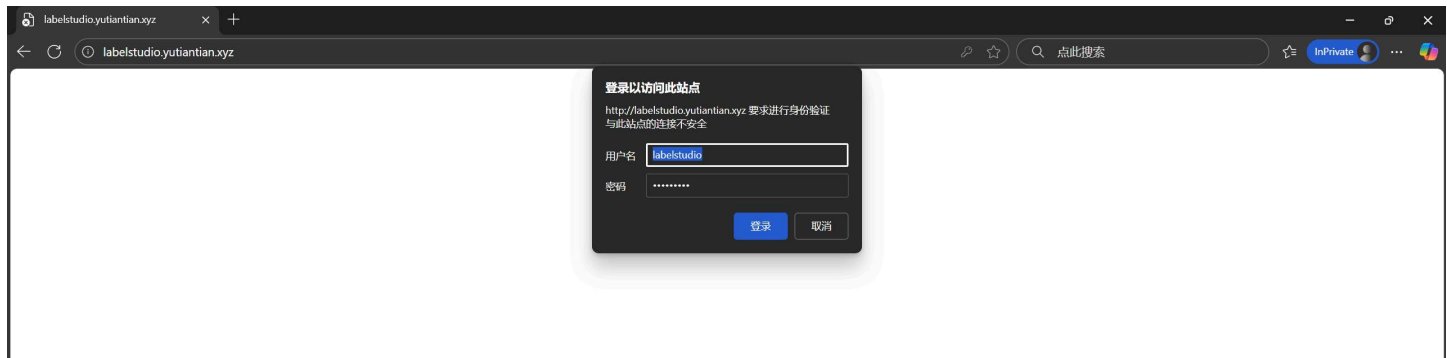 labelstudio.yutiantian.xyz
labelstudio.yutiantian.xyz
点此搜索
InPrivate
登录以访问此站点
http://labelstudio.yutiantian.xyz 要求进行身份验证
与此站点的连接不安全
用户名
labelstudio
密码
•••••••••
登录
取消